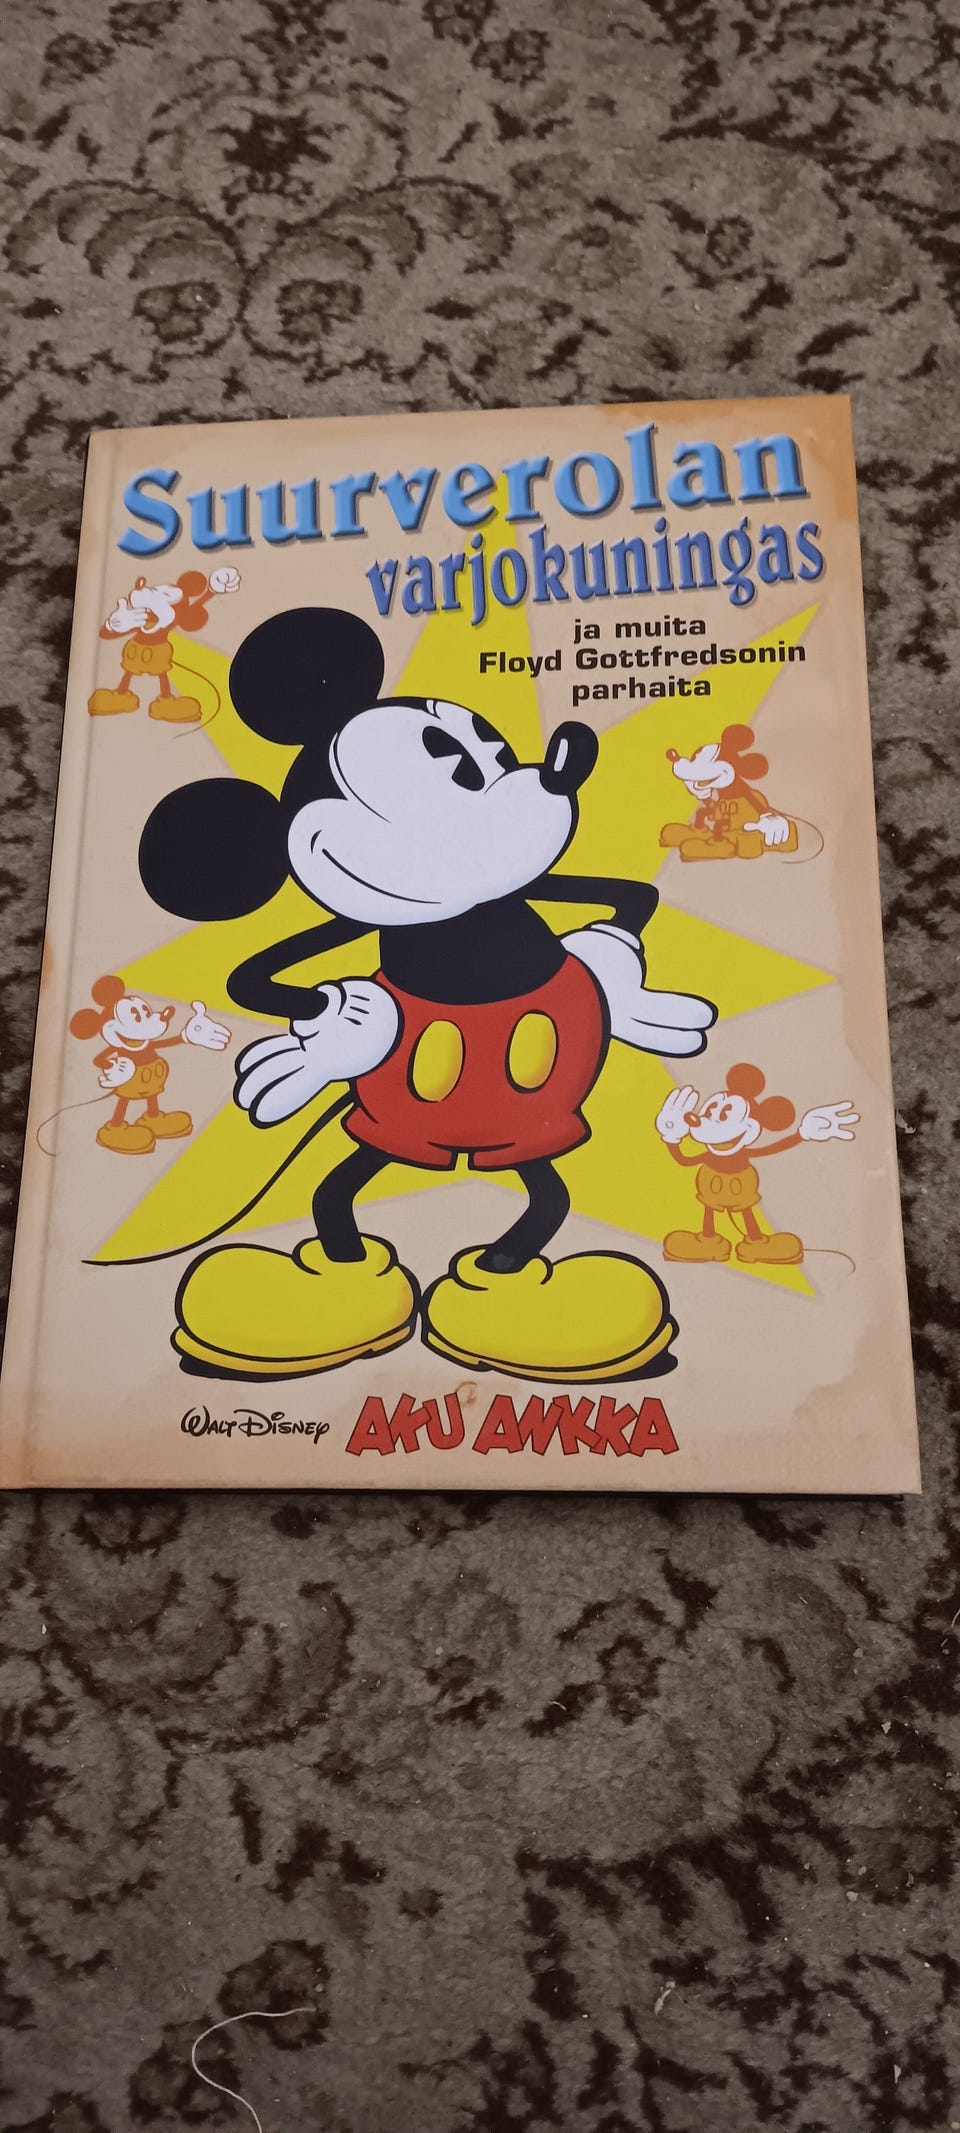 Suurverolan
varjokuningas
ja muita
Floyd Gottfredsonin
parhaita
WALT DISNEY AKU ANKKA